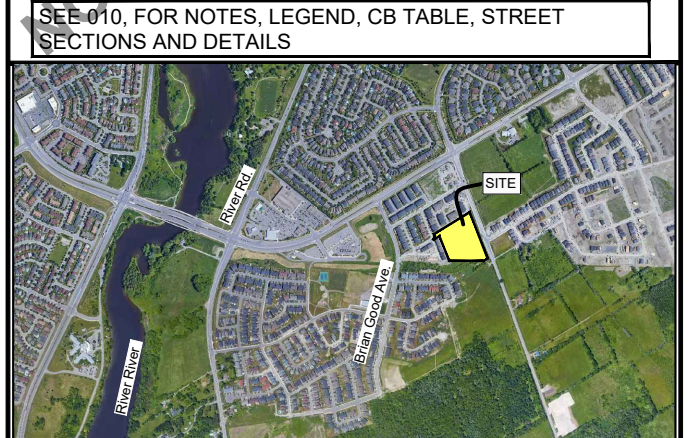 SEE 010, FOR NOTES, LEGEND, CB TABLE, STREET
SECTIONS AND DETAILS
River Rd.
SITE
Brian Good Ave.
River River